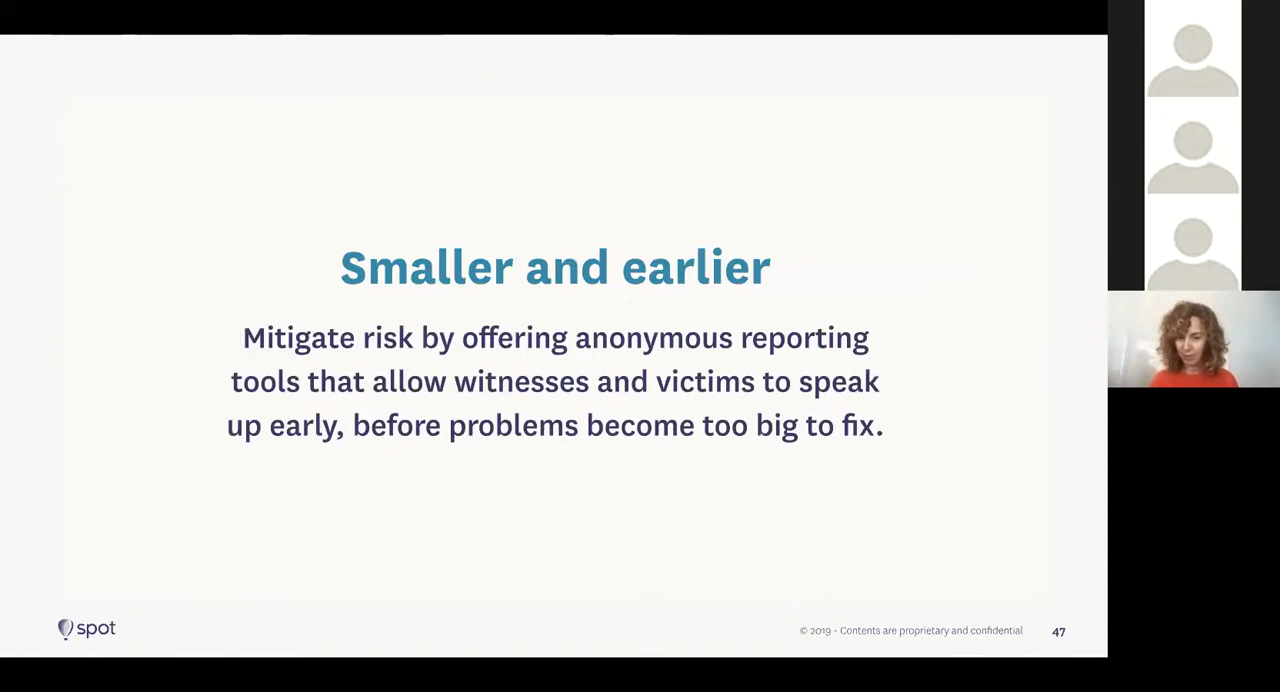 Smaller and earlier
Mitigate risk by offering anonymous reporting
tools that allow witnesses and victims to speak
up early, before problems become too big to fix.
spot
© 2019 - Contents are proprietary and confidential
47